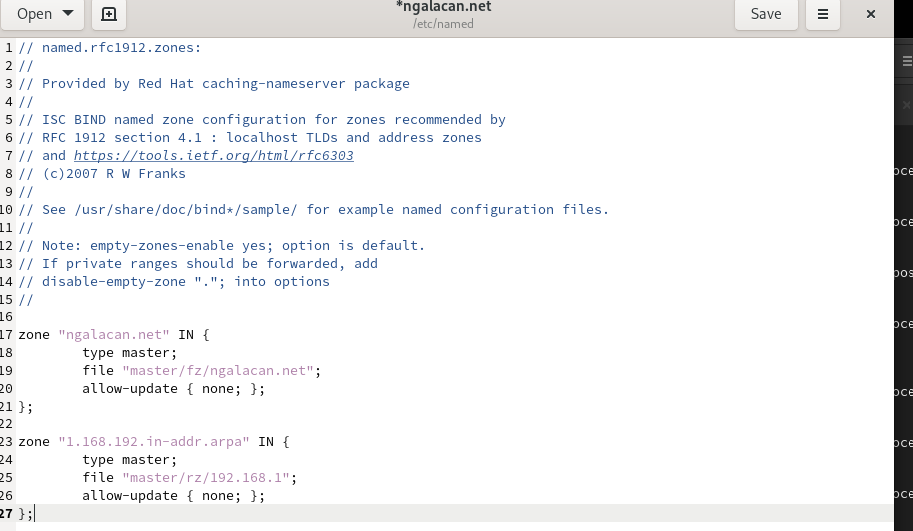 Open
*ngalacan.net
/etc/named
Save
1 // named.rfc1912.zones:
2 //
3 // Provided by Red Hat caching-nameserver package
4 //
5 // ISC BIND named zone configuration for zones recommended by
6 // RFC 1912 section 4.1 : localhost TLDs and address zones
7 // and https://tools.ietf.org/html/rfc6303
8 // (c)2007 R W Franks
9 //
10 // See /usr/share/doc/bind*/sample/ for example named configuration files.
11 //
12 // Note: empty-zones-enable yes; option is default.
13 // If private ranges should be forwarded, add
14 // disable-empty-zone "."; into options
15 //
16
17 zone "ngalacan.net" IN {
18         type master;
19         file "master/fz/ngalacan.net";
20         allow-update { none; };
21 };
22
23 zone "1.168.192.in-addr.arpa" IN {
24         type master;
25         file "master/rz/192.168.1";
26         allow-update { none; };
27 };